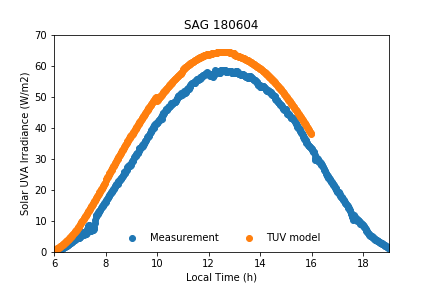 SAG 180604
Solar UVA Irradiance (W/m2)
70
60
50
40
30
20
10
0
Measurement TUV model
6 8 10 12 14 16 18
Local Time (h)